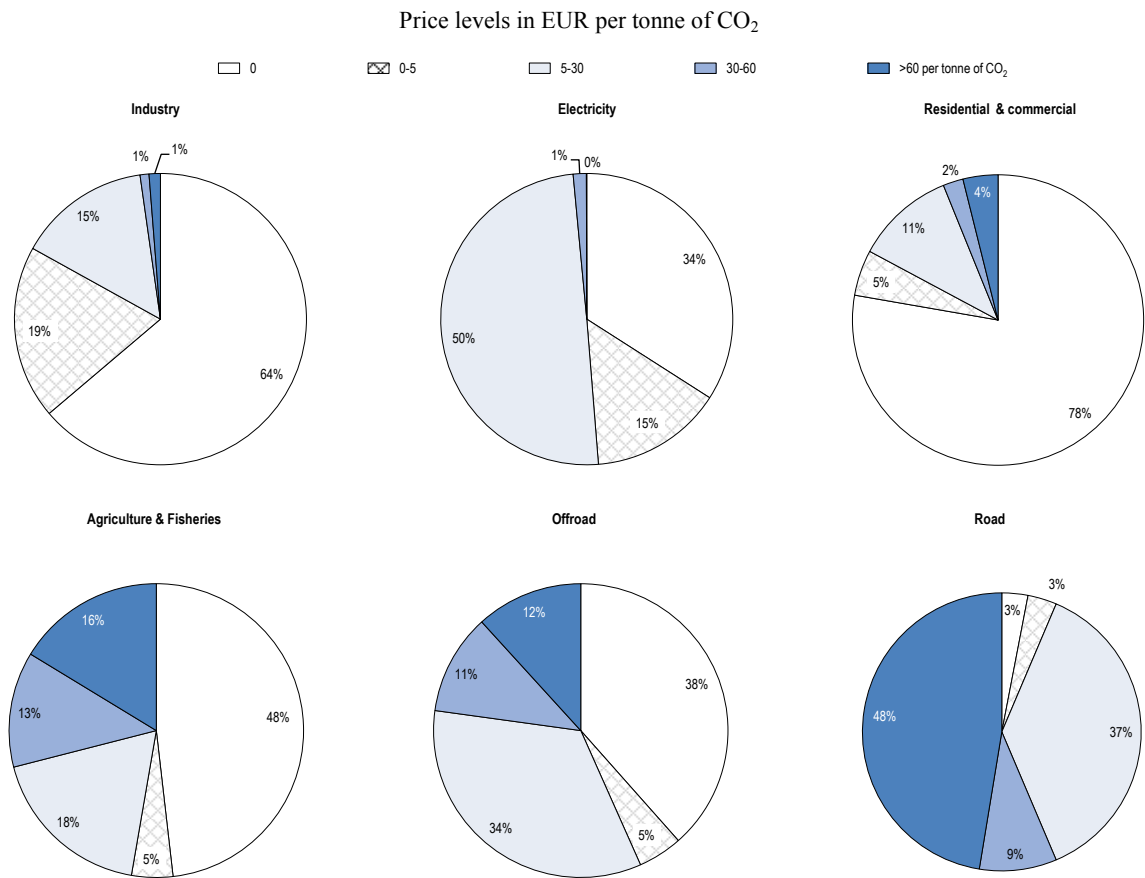 Price levels in EUR per tonne of CO₂
0 0-5 5-30 30-60 >60 per tonne of CO₂
Industry Electricity Residential & commercial
1% 1% 15% 19% 64%
1% 0% 34% 50% 15%
2% 4% 11% 5% 78%
Agriculture & Fisheries Offroad Road
16% 13% 48% 18% 5%
12% 11% 38% 34% 5%
3% 3% 48% 37% 9%